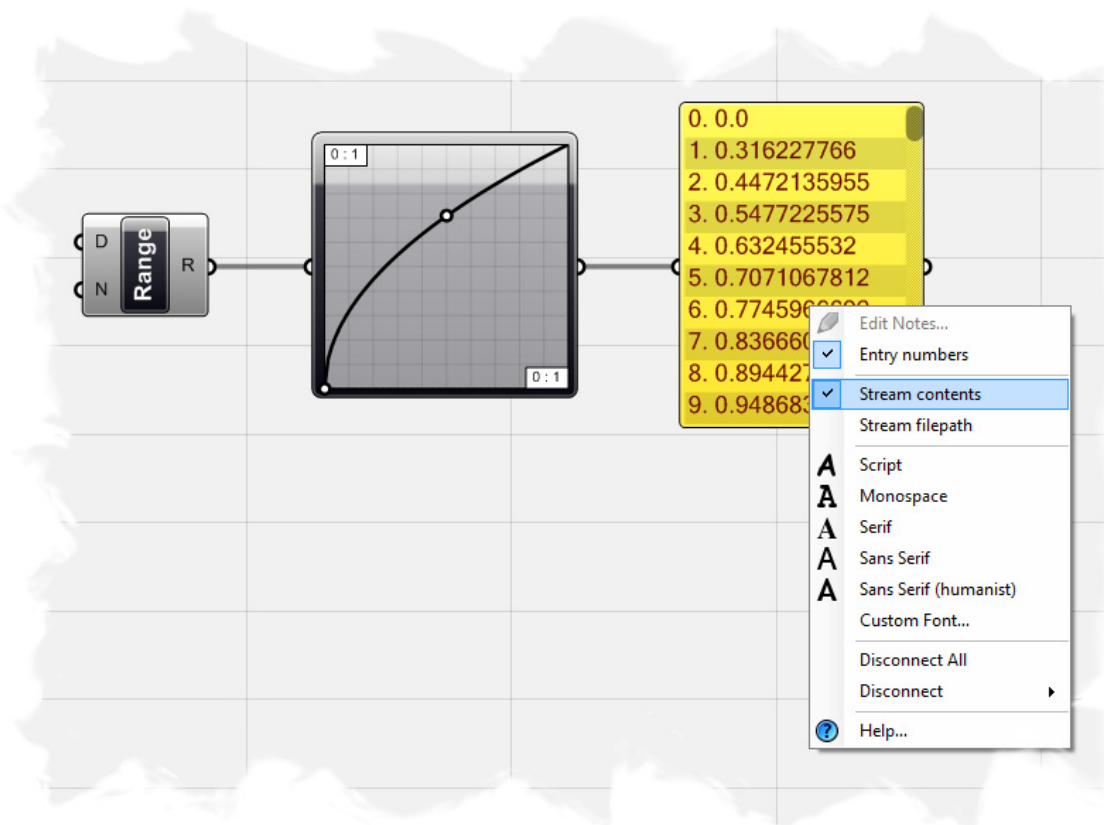 D
N
Range
R
0 : 1
0 : 1
0. 0.0
1. 0.316227766
2. 0.4472135955
3. 0.5477225575
4. 0.632455532
5. 0.7071067812
6.
7.
8.
9.
Edit Notes...
Entry numbers
Stream contents
Stream filepath
A Script
A Monospace
A Serif
A Sans Serif
A Sans Serif (humanist)
Custom Font...
Disconnect All
Disconnect
? Help...